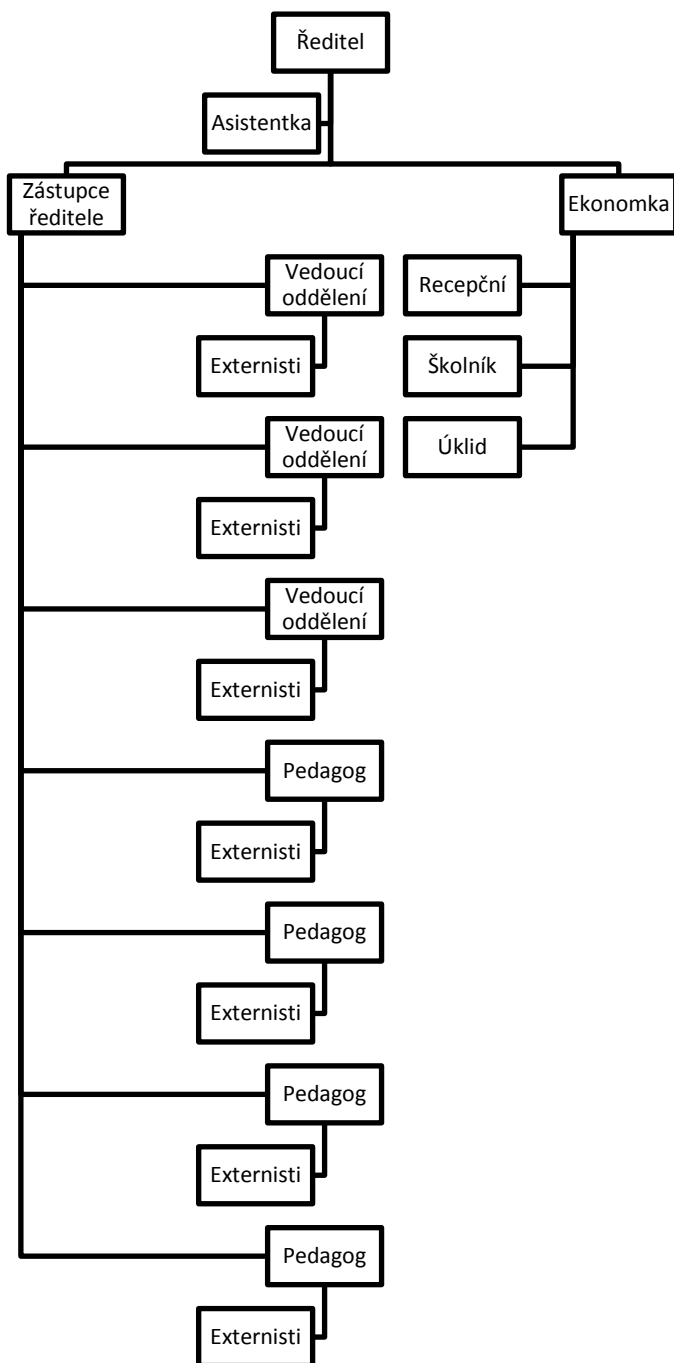 Ředitel
Asistentka
Zástupce
ředitele
Ekonomka
Vedoucí
oddělení
Recepční
Externisti
Školník
Vedoucí
oddělení
Úklid
Externisti
Vedoucí
oddělení
Externisti
Pedagog
Externisti
Pedagog
Externisti
Pedagog
Externisti
Pedagog
Externisti